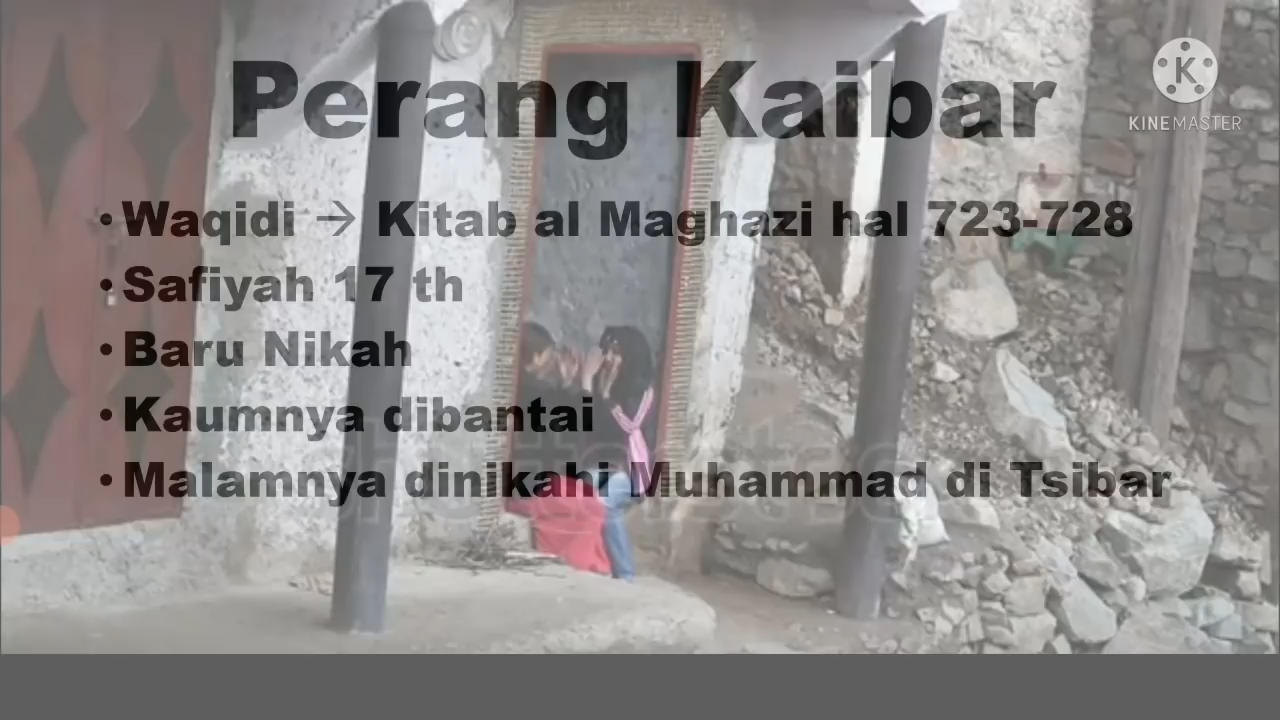 Perang Kaibar
K
KINEMASTER
• Waqidi → Kitab al Maghazi hal 723-728
• Safiyah 17 th
• Baru Nikah
• Kaumnya dibantai
• Malamnya dinikahi Muhammad di Tsibar